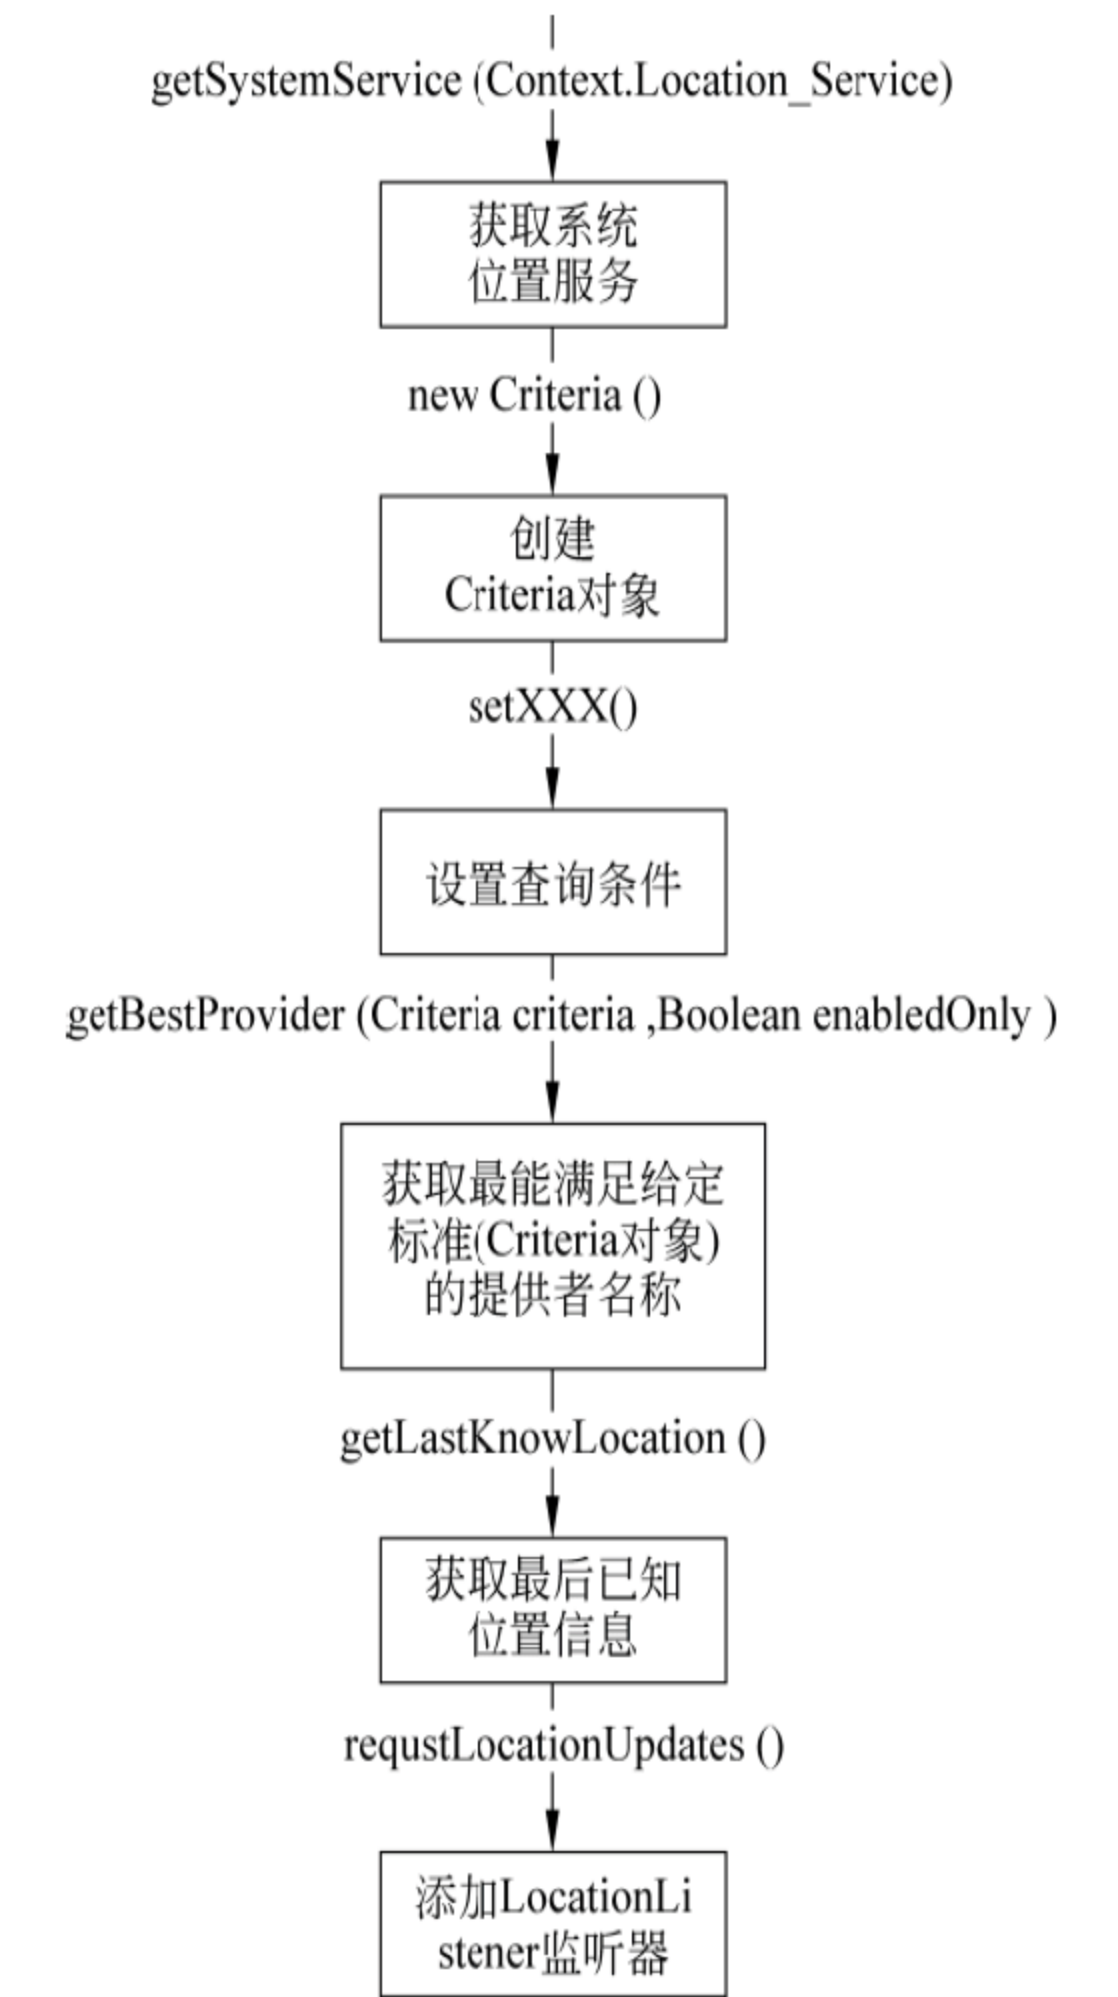 getSystemService (Context.Location_Service)
获取系统
位置服务
new Criteria ()
创建
Criteria对象
setXXX()
设置查询条件
getBestProvider (Criteria criteria ,Boolean enabledOnly )
获取最能满足给定
标准(Criteria对象)
的提供者名称
getLastKnowLocation ()
获取最后已知
位置信息
requstLocationUpdates ()
添加LocationLi
stener监听器